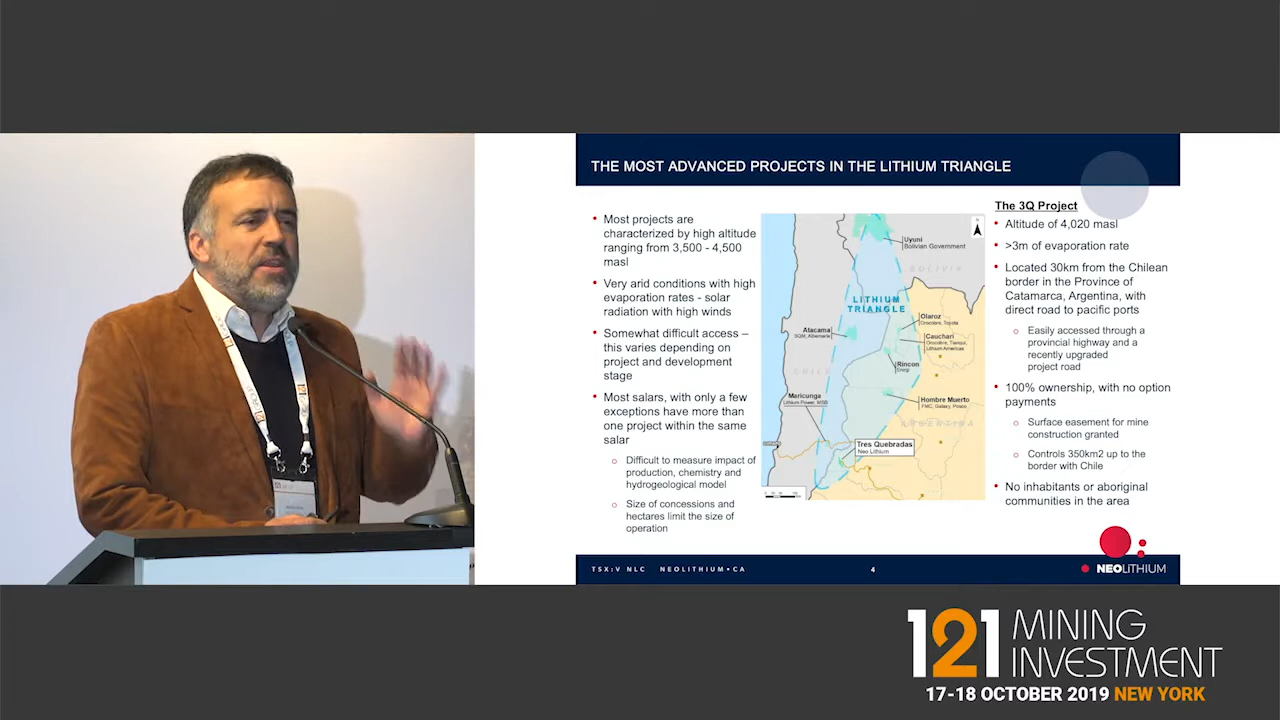 THE MOST ADVANCED PROJECTS IN THE LITHIUM TRIANGLE
• Most projects are
characterized by high altitude
ranging from 3,500 - 4,500
masl
• Very arid conditions with high
evaporation rates - solar
radiation with high winds
• Somewhat difficult access –
this varies depending on
project and development
stage
• Most salars, with only a few
exceptions have more than
one project within the same
salar
○ Difficult to measure impact of
production, chemistry and
hydrogeological model
○ Size of concessions and
hectares limit the size of
operation
Uyuni
Bolivian Government
BOLIVIA
LITHIUM
TRIANGLE
Olaroz
Orocobre, Toyota
Atacama
SQM, Albemarle
Cauchari
Orocobre, Tianqui,
Lithium Americas
Rincon
Energi
CHILE
Maricunga
Lithium Power, MSB
Hombre Muerto
FMC, Galaxy, Posco
ARGENTINA
Tres Quebradas
Neo Lithium
The 3Q Project
• Altitude of 4,020 masl
• >3m of evaporation rate
• Located 30km from the Chilean
border in the Province of
Catamarca, Argentina, with
direct road to pacific ports
○ Easily accessed through a
provincial highway and a
recently upgraded
project road
• 100% ownership, with no option
payments
○ Surface easement for mine
construction granted
○ Controls 350km2 up to the
border with Chile
• No inhabitants or aboriginal
communities in the area
TSX:V NLC NEOLITHIUM•CA
4
NEOLITHIUM
121
121 MINING
INVESTMENT
17-18 OCTOBER 2019 NEW YORK